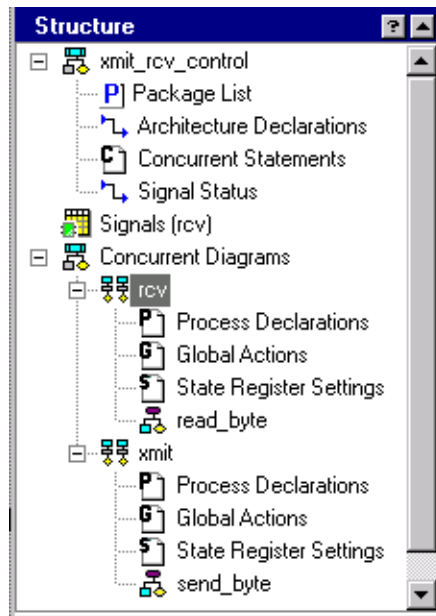 Structure ?
xmit_rcv_control
P Package List
Architecture Declarations
C Concurrent Statements
Signal Status
Signals (rcv)
Concurrent Diagrams
rcv
P Process Declarations
G Global Actions
S State Register Settings
read_byte
xmit
P Process Declarations
G Global Actions
S State Register Settings
send_byte